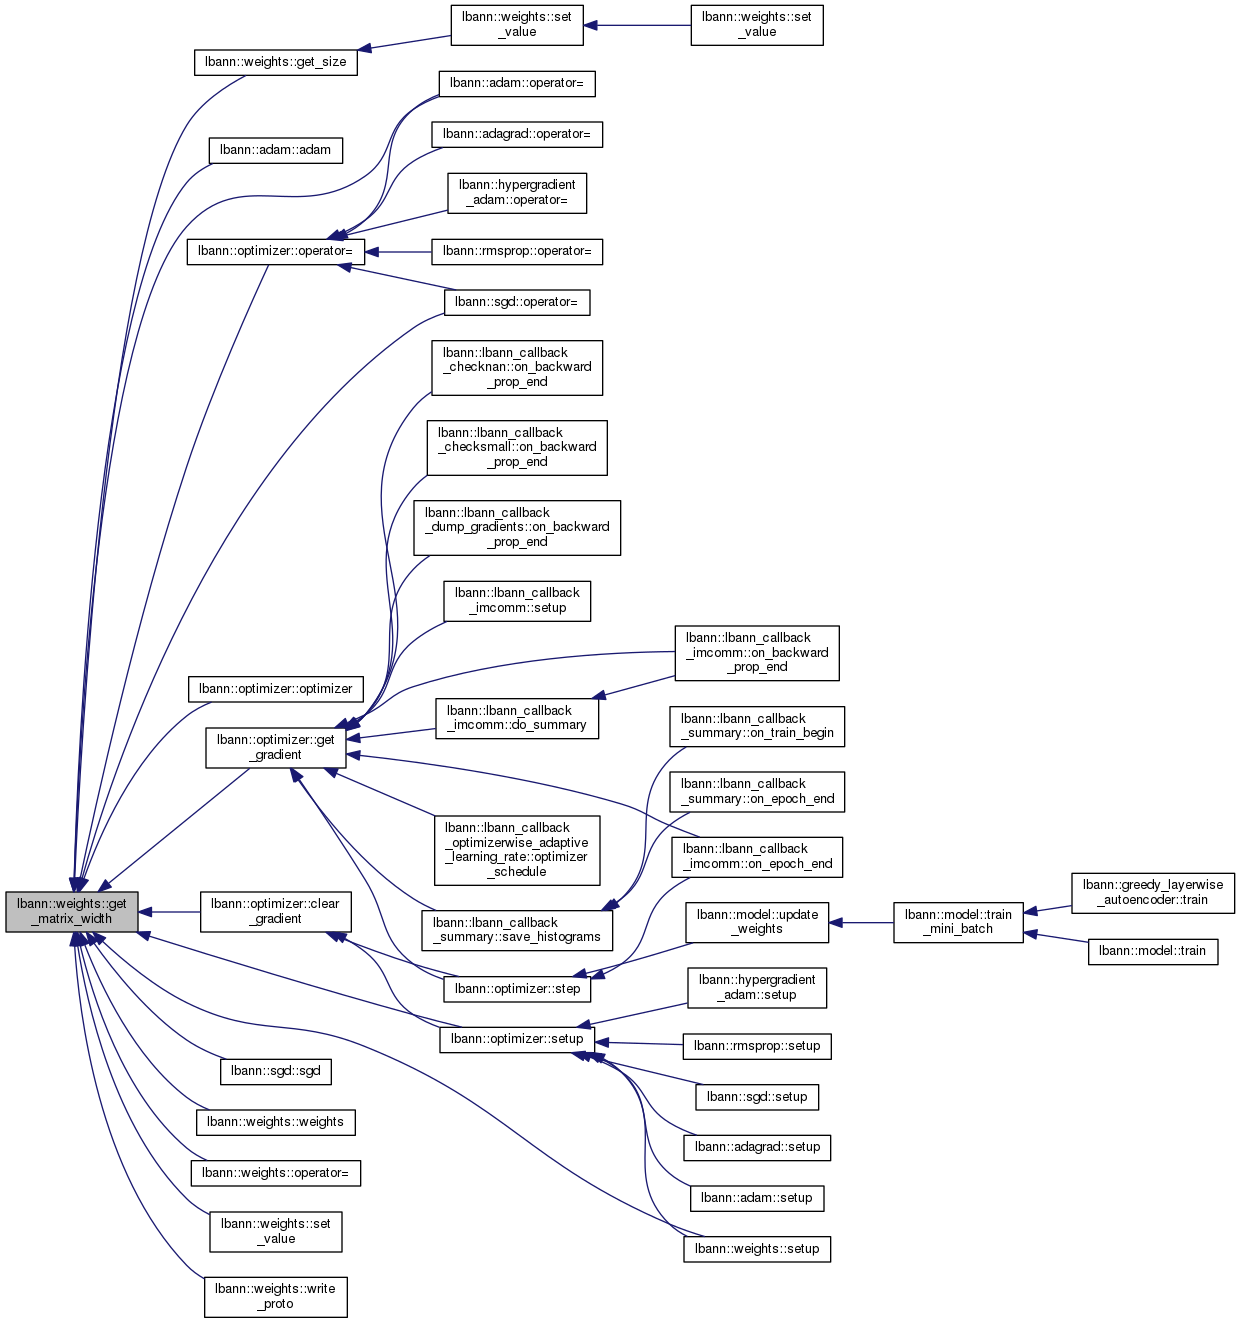 lbann::weights::set
_value
lbann::weights::set
_value
lbann::weights::get_size
lbann::adam::operator=
lbann::adagrad::operator=
lbann::adam::adam
lbann::hypergradient
_adam::operator=
lbann::optimizer::operator=
lbann::rmsprop::operator=
lbann::sgd::operator=
lbann::lbann_callback
_checknan::on_backward
_prop_end
lbann::lbann_callback
_checksmall::on_backward
_prop_end
lbann::lbann_callback
_dump_gradients::on_backward
_prop_end
lbann::lbann_callback
_imcomm::setup
lbann::lbann_callback
_imcomm::on_backward
_prop_end
lbann::optimizer::optimizer
lbann::lbann_callback
_imcomm::do_summary
lbann::lbann_callback
_summary::on_train_begin
lbann::optimizer::get
_gradient
lbann::lbann_callback
_summary::on_epoch_end
lbann::lbann_callback
_optimizerwise_adaptive
_learning_rate::optimizer
_schedule
lbann::lbann_callback
_imcomm::on_epoch_end
lbann::weights::get
_matrix_width
lbann::optimizer::clear
_gradient
lbann::lbann_callback
_summary::save_histograms
lbann::model::update
_weights
lbann::model::train
_mini_batch
lbann::greedy_layerwise
_autoencoder::train
lbann::model::train
lbann::optimizer::step
lbann::hypergradient
_adam::setup
lbann::optimizer::setup
lbann::rmsprop::setup
lbann::sgd::sgd
lbann::sgd::setup
lbann::weights::weights
lbann::adagrad::setup
lbann::weights::operator=
lbann::adam::setup
lbann::weights::set
_value
lbann::weights::setup
lbann::weights::write
_proto